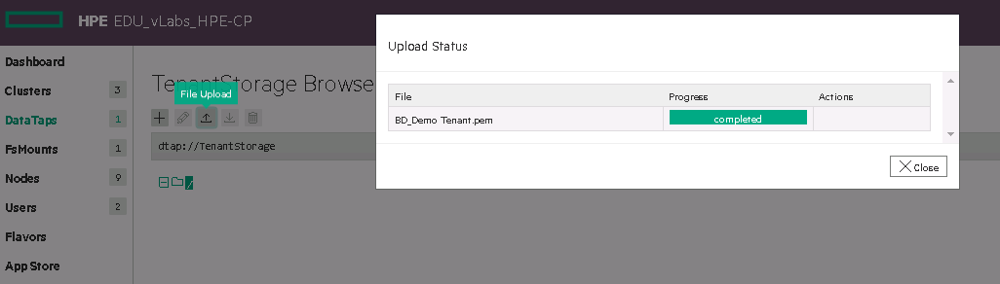 HPE EDU_vLabs_HPE-CP
Dashboard
Clusters 3
DataTaps 1
FsMounts 1
Nodes 9
Users 2
Flavors
App Store
TenantStorage Browse
File Upload
dtap://TenantStorage
/
Upload Status
File Progress Actions
BD_Demo Tenant.pem completed
Close